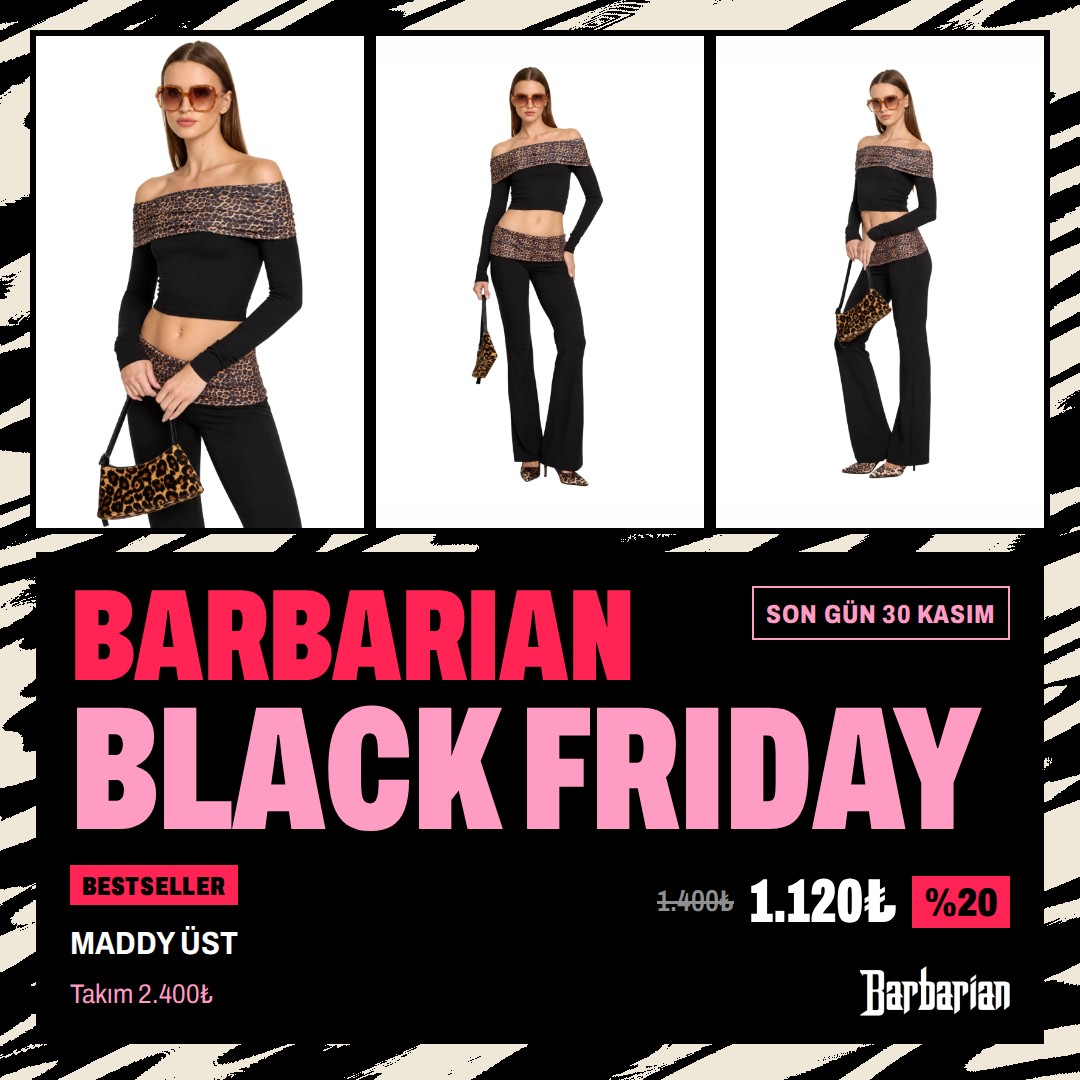 BARBARIAN
SON GÜN 30 KASIM
BLACK FRIDAY
BESTSELLER
1.400₺ 1.120₺ %20
MADDY ÜST
Takım 2.400₺
Barbarian